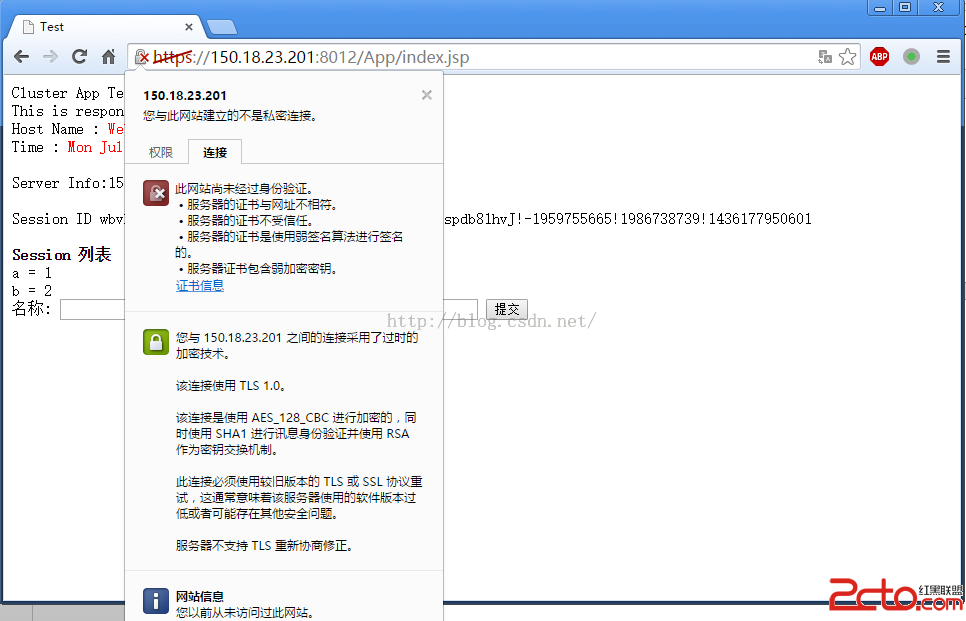 Test
https://150.18.23.201:8012/App/index.jsp
ABP
Cluster App Te
This is respon
Host Name : We
Time : Mon Jul
Server Info:15
Session ID wbv
spdb81hvJ!-1959755665!1986738739!1436177950601
Session 列表
a = 1
b = 2
名称:
提交
150.18.23.201
您与此网站建立的不是私密连接。
权限 连接
此网站尚未经过身份验证。
• 服务器的证书与网址不相符。
• 服务器的证书不受信任。
• 服务器的证书是使用弱签名算法进行签名
的。
• 服务器证书包含弱加密密钥。
证书信息
您与 150.18.23.201 之间的连接采用了过时的
加密技术。
该连接使用 TLS 1.0。
该连接是使用 AES_128_CBC 进行加密的，同
时使用 SHA1 进行讯息身份验证并使用 RSA
作为密钥交换机制。
此连接必须使用较旧版本的 TLS 或 SSL 协议重
试，这通常意味着该服务器使用的软件版本过
低或者可能存在其他安全问题。
服务器不支持 TLS 重新协商修正。
网站信息
您以前从未访问过此网站。
http://blog.csdn.net/
2cto.com
红黑联盟